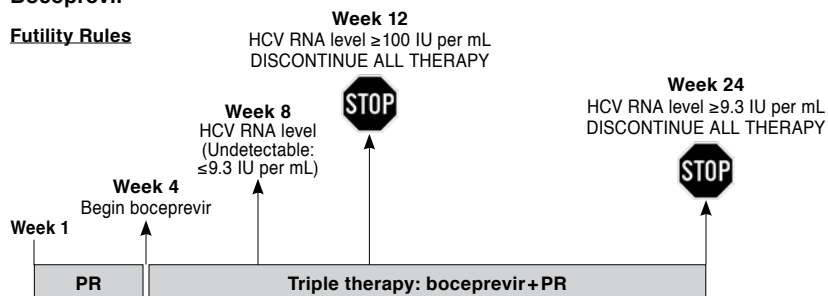 Boceprevir
Futility Rules
Week 12
HCV RNA level ≥100 IU per mL
DISCONTINUE ALL THERAPY
STOP
Week 24
HCV RNA level ≥9.3 IU per mL
DISCONTINUE ALL THERAPY
STOP
Week 8
HCV RNA level
(Undetectable:
≤9.3 IU per mL)
Week 4
Begin boceprevir
Week 1
PR
Triple therapy: boceprevir+PR